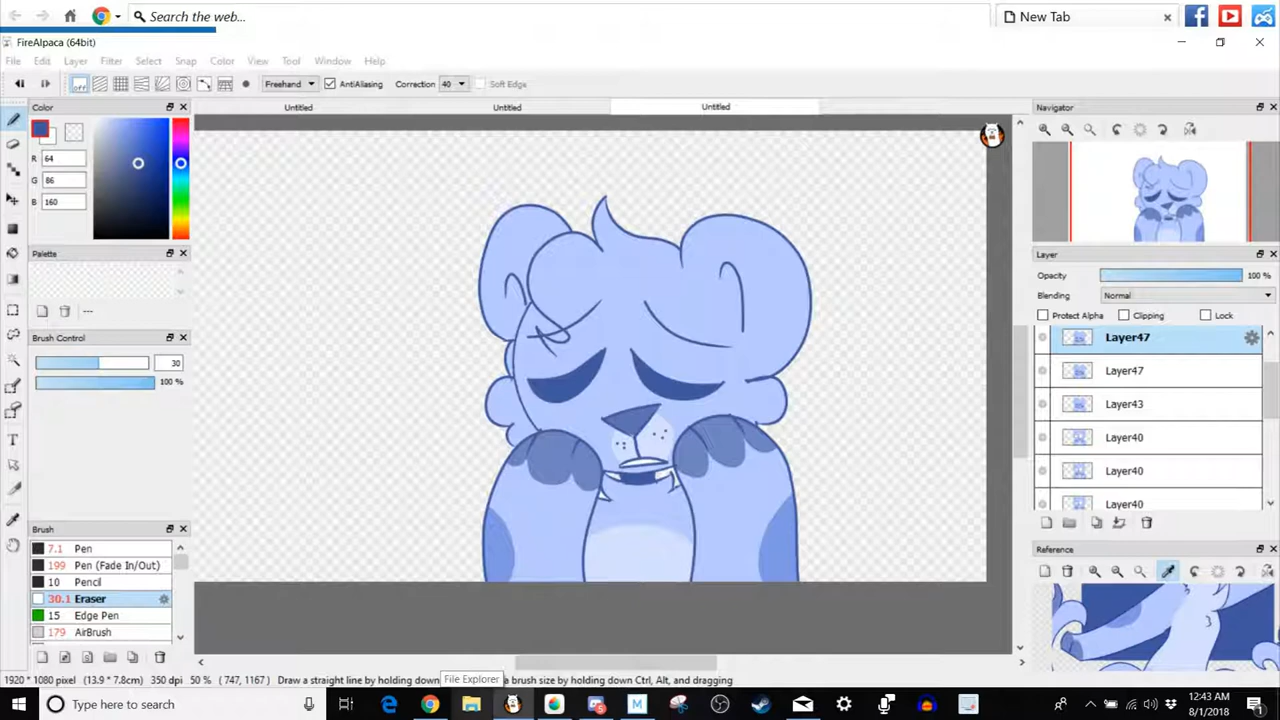 Search the web...
New Tab
FireAlpaca (64bit)
File Edit Layer Filter Select Snap Color View Tool Window Help
off Freehand AntiAliasing Correction 40 Soft Edge
Color
Untitled Untitled Untitled
Navigator
R 64
G 86
B 160
Palette
---
Brush Control
30
100 %
Layer
Opacity 100 %
Blending Normal
Protect Alpha Clipping Lock
Layer47
Layer47
Layer43
Layer40
Layer40
Layer40
Brush
7.1 Pen
199 Pen (Fade In/Out)
10 Pencil
30.1 Eraser
15 Edge Pen
179 AirBrush
Reference
File Explorer
1920 * 1080 pixel (13.9 * 7.8cm) 350 dpi 50 % (747, 1167) Draw a straight line by holding down a brush size by holding down Ctrl, Alt, and dragging
Type here to search
12:43 AM
8/1/2018